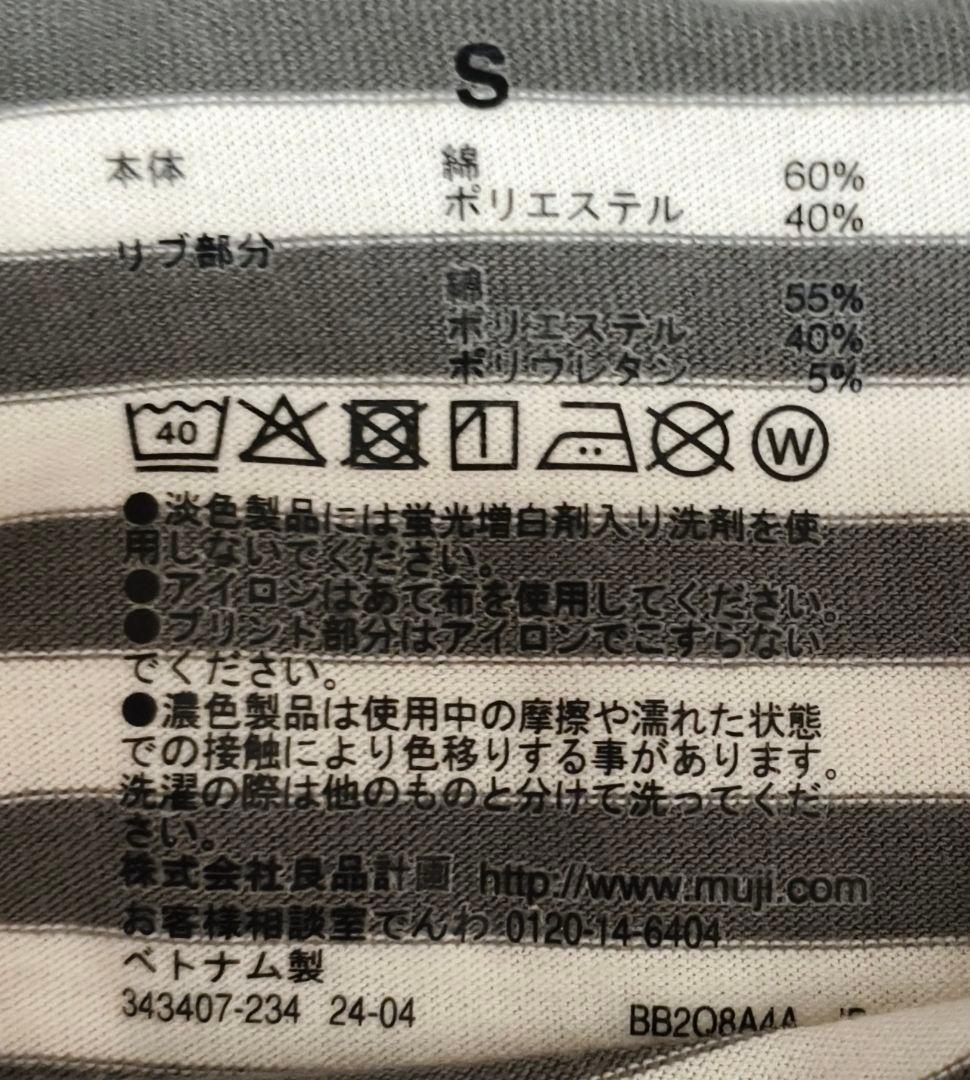 S
本体 綿 60%
ポリエステル 40%
リブ部分
綿 55%
ポリエステル 40%
ポリウレタン 5%
40 W
●淡色製品には蛍光増白剤入り洗剤を使
用しないでください。
●アイロンはあて布を使用してください。
●プリント部分はアイロンでこすらない
でください。
●濃色製品は使用中の摩擦や濡れた状態
での接触により色移りする事があります。
洗濯の際は他のものと分けて洗ってくだ
さい。
株式会社良品計画 http://www.muji.com
お客様相談室でんわ 0120-14-6404
ベトナム製
343407-234 24-04